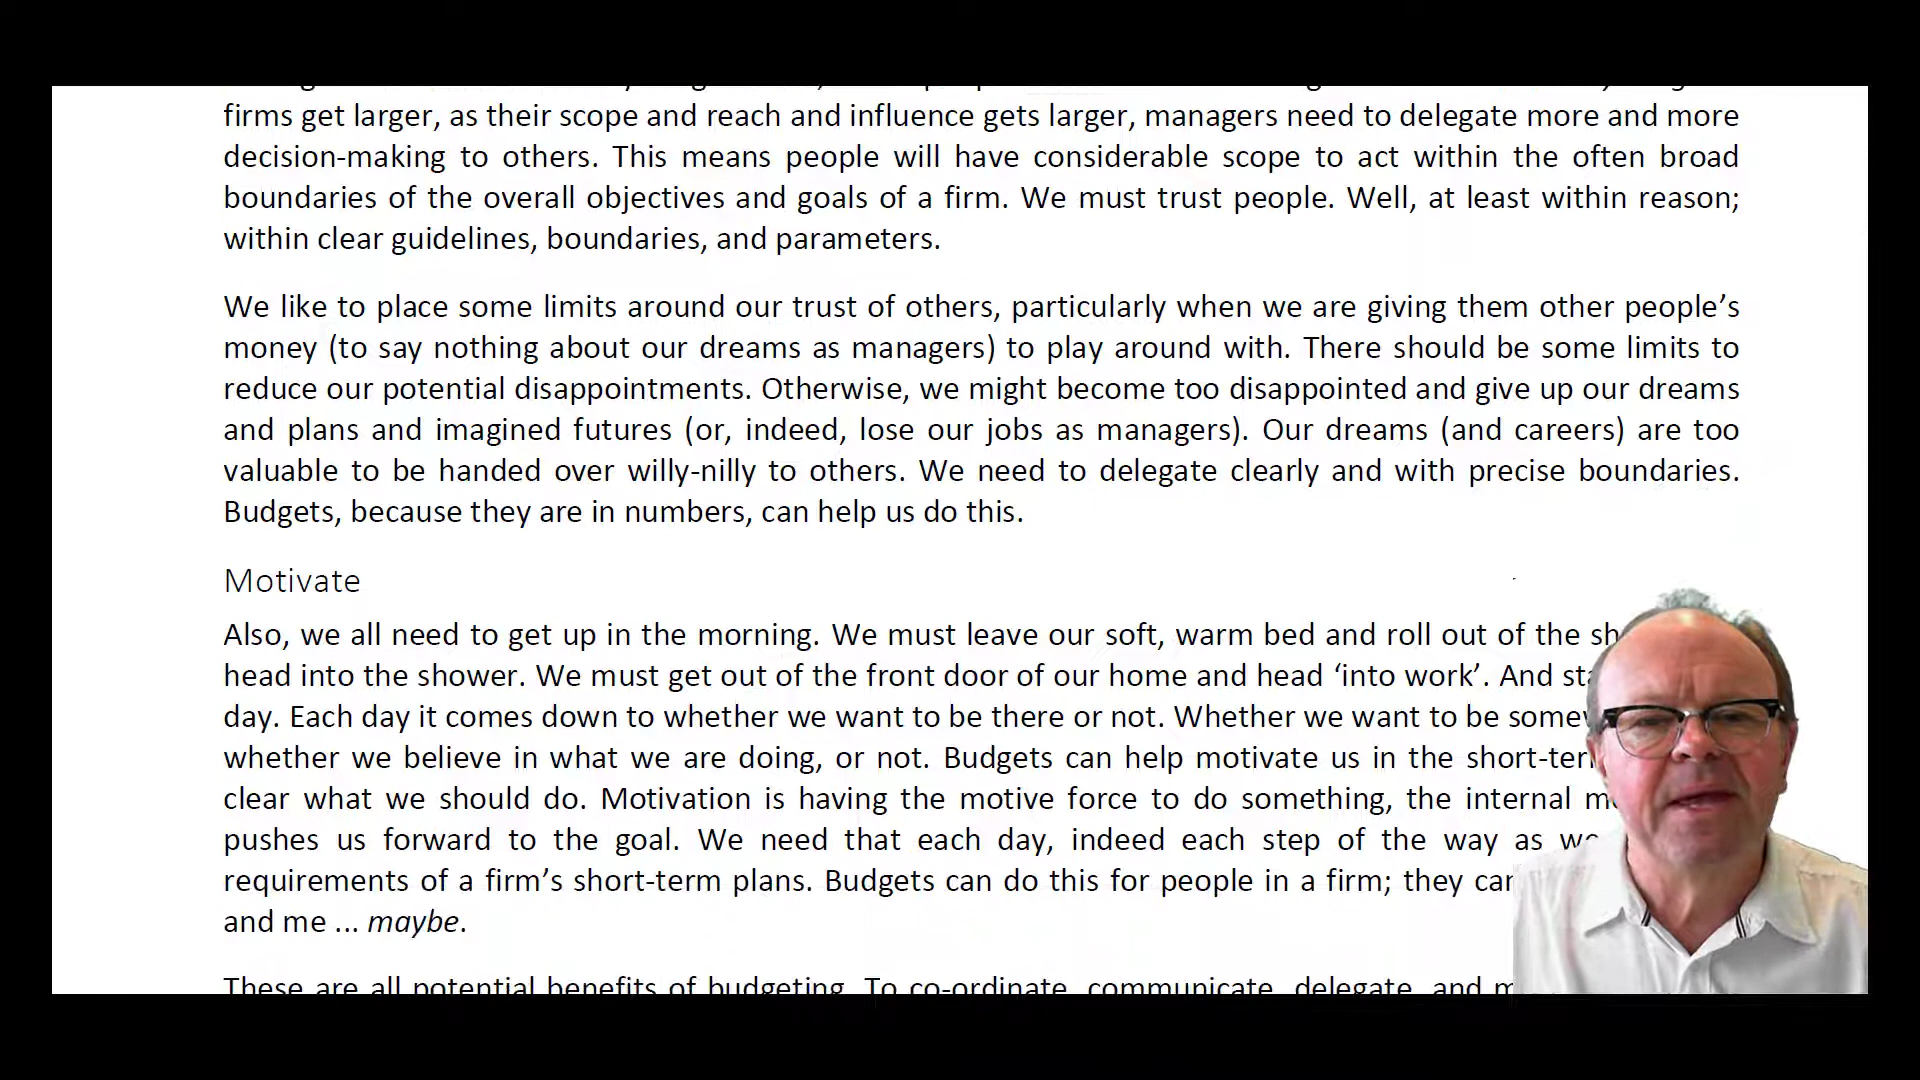 firms get larger, as their scope and reach and influence gets larger, managers need to delegate more and more
decision-making to others. This means people will have considerable scope to act within the often broad
boundaries of the overall objectives and goals of a firm. We must trust people. Well, at least within reason;
within clear guidelines, boundaries, and parameters.
We like to place some limits around our trust of others, particularly when we are giving them other people’s
money (to say nothing about our dreams as managers) to play around with. There should be some limits to
reduce our potential disappointments. Otherwise, we might become too disappointed and give up our dreams
and plans and imagined futures (or, indeed, lose our jobs as managers). Our dreams (and careers) are too
valuable to be handed over willy-nilly to others. We need to delegate clearly and with precise boundaries.
Budgets, because they are in numbers, can help us do this.
Motivate
Also, we all need to get up in the morning. We must leave our soft, warm bed and roll out of the
head into the shower. We must get out of the front door of our home and head ‘into work’. And
day. Each day it comes down to whether we want to be there or not. Whether we want to be
whether we believe in what we are doing, or not. Budgets can help motivate us in the
clear what we should do. Motivation is having the motive force to do something, the internal
pushes us forward to the goal. We need that each day, indeed each step of the way as
requirements of a firm’s short-term plans. Budgets can do this for people in a firm; they
and me ... maybe.
These are all potential benefits of budgeting. To co-ordinate, communicate, delegate, and